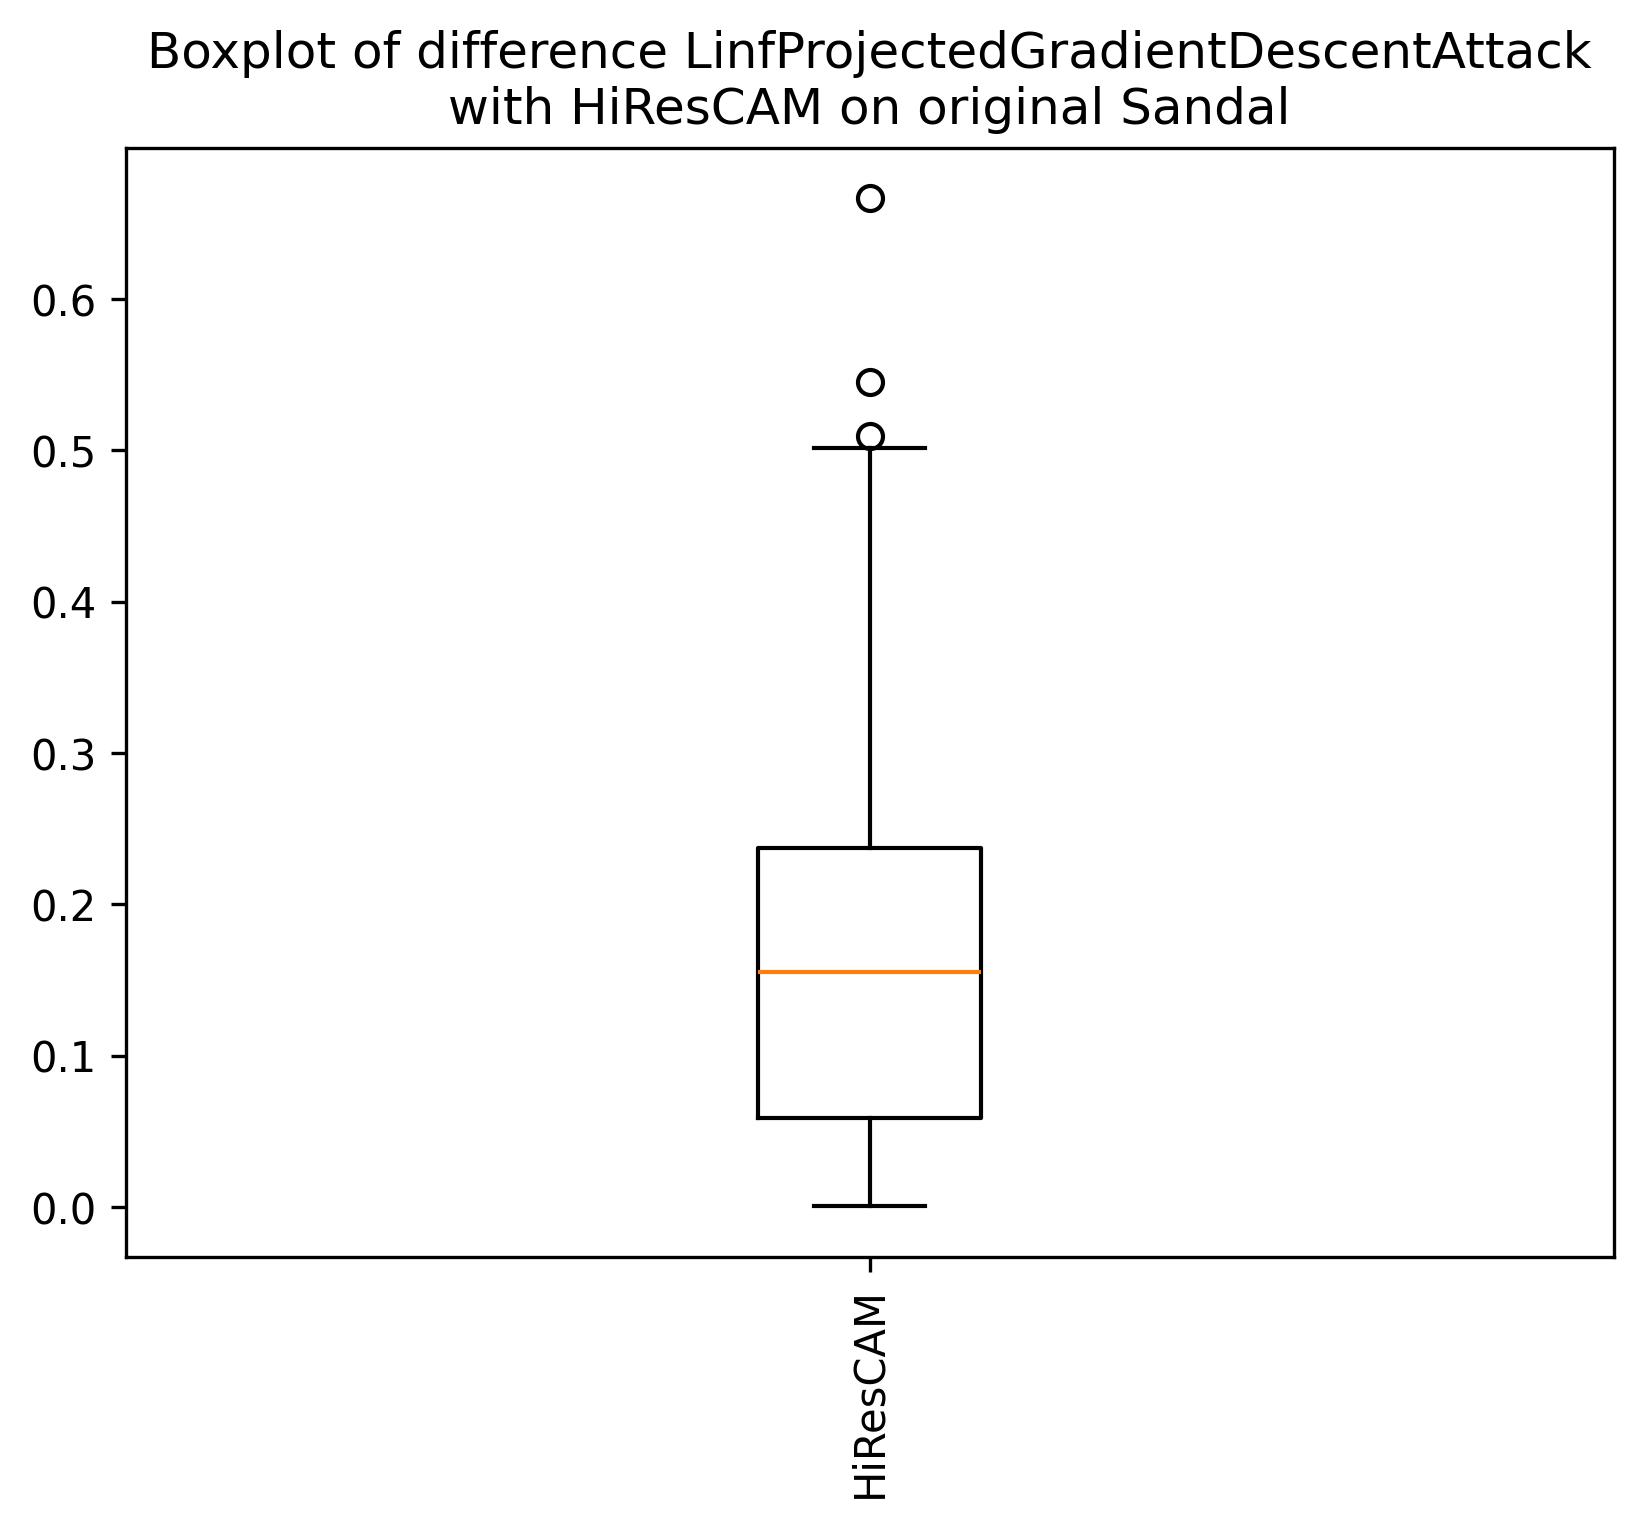 Boxplot of difference LinfProjectedGradientDescentAttack
with HiResCAM on original Sandal
0.6
0.5
0.4
0.3
0.2
0.1
0.0
HiResCAM